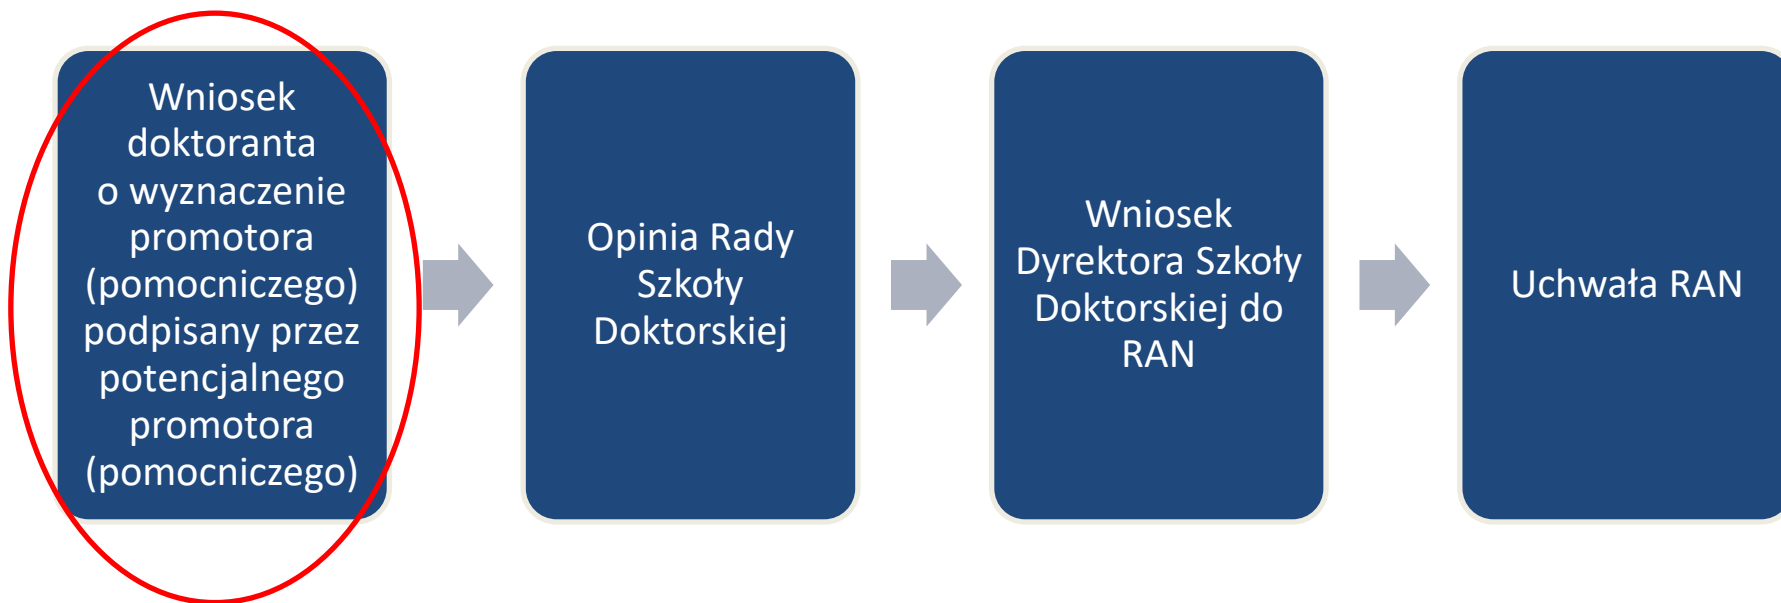 Wniosek
doktoranta
o wyznaczenie
promotora
(pomocniczego)
podpisany przez
potencjalnego
promotora
(pomocniczego)
Opinia Rady
Szkoły
Doktorskiej
Wniosek
Dyrektora Szkoły
Doktorskiej do
RAN
Uchwała RAN